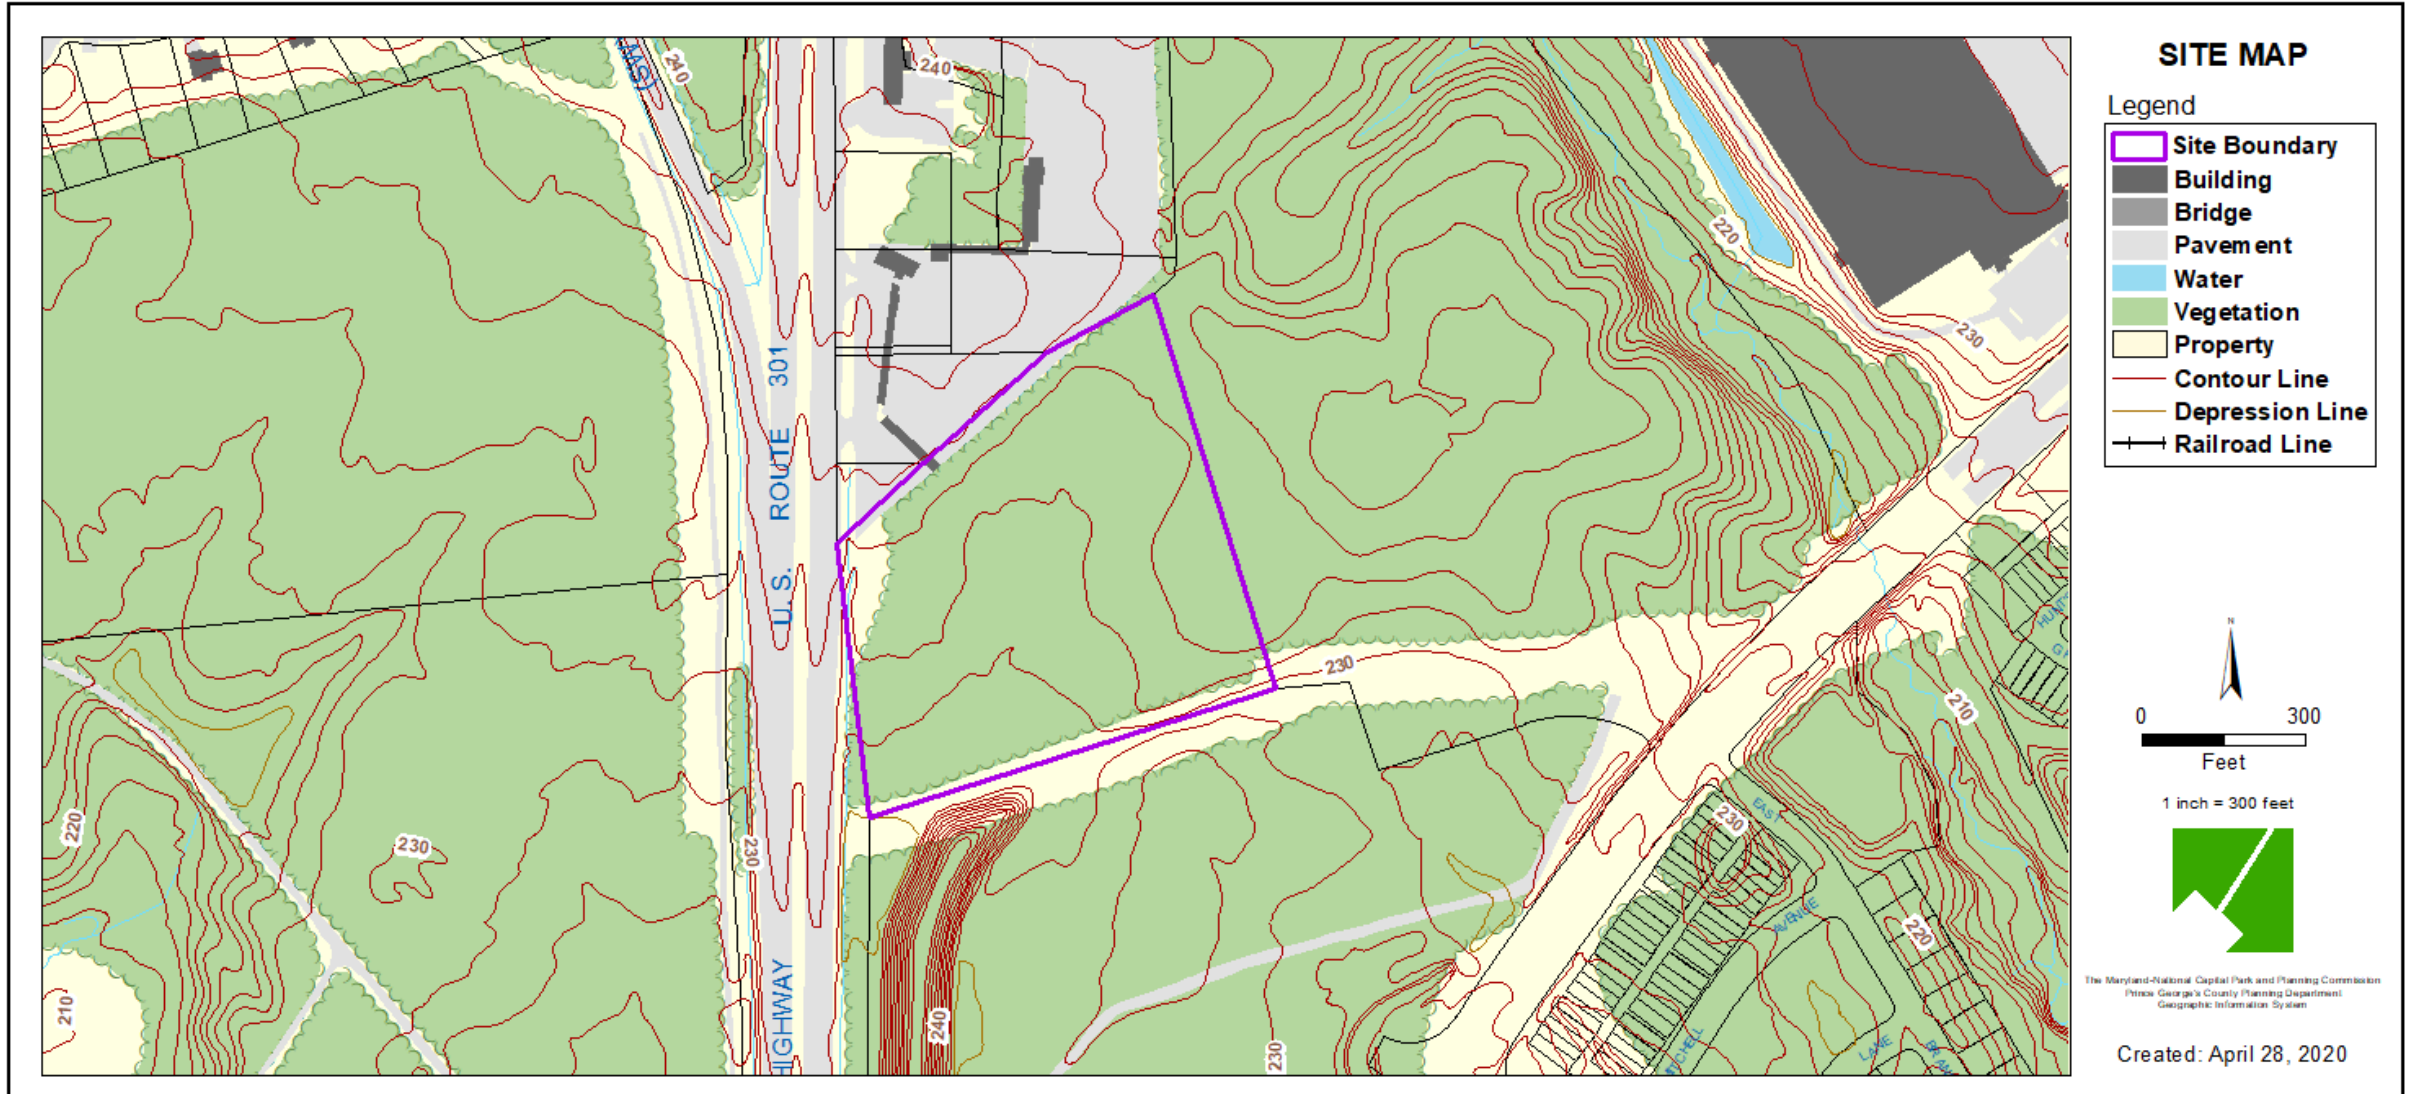 SITE MAP
Legend
Site Boundary
Building
Bridge
Pavement
Water
Vegetation
Property
Contour Line
Depression Line
Railroad Line
N
0 300
Feet
1 inch = 300 feet
The Maryland-National Capital Park and Planning Commission
Prince George's County Planning Department
Geographic Information System
Created: April 28, 2020
240
240
220
230
U. S. ROUTE 301
230
210
220
230
230
230
EAST
AVENUE
220
210
240
230
HIGHWAY
LANE